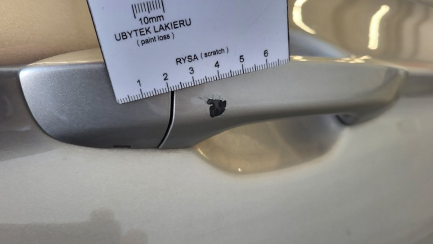 10mm
UBYTEK LAKIERU
( paint loss )
RYSA ( scratch )
1 2 3 4 5 6